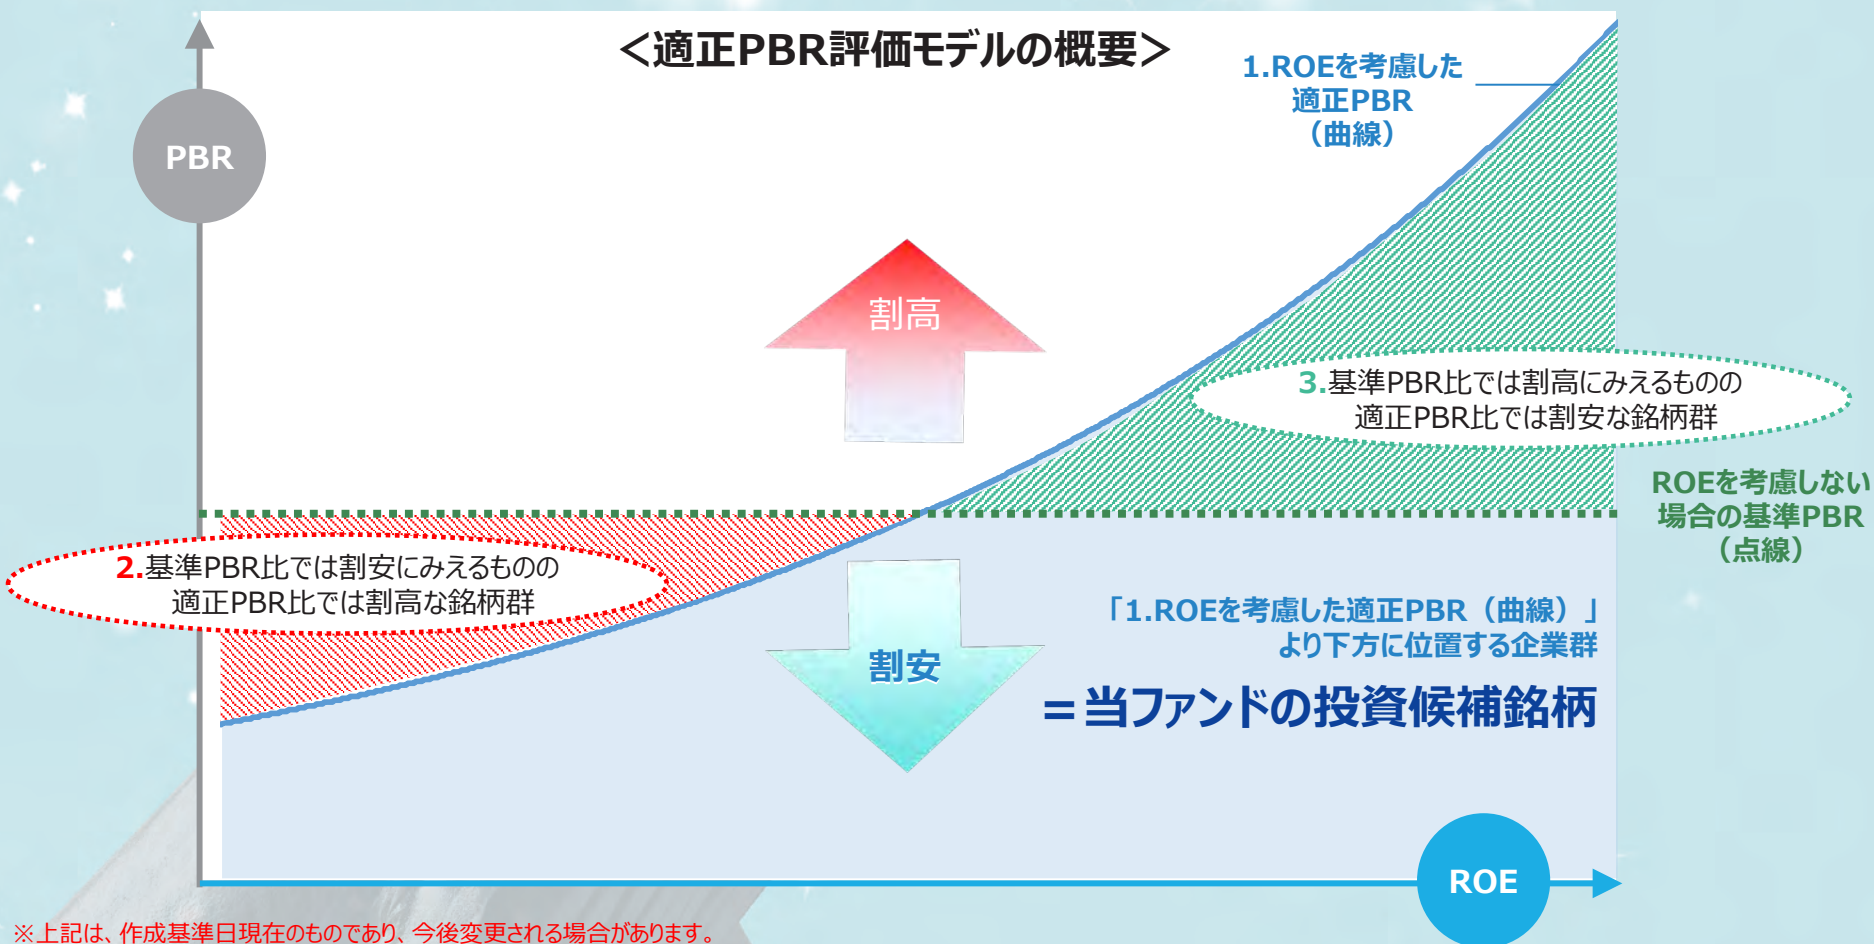 ＜適正PBR評価モデルの概要＞
1.ROEを考慮した
適正PBR
（曲線）
PBR
割高
3.基準PBR比では割高にみえるものの
適正PBR比では割安な銘柄群
ROEを考慮しない
場合の基準PBR
（点線）
2.基準PBR比では割安にみえるものの
適正PBR比では割高な銘柄群
割安
「1.ROEを考慮した適正PBR（曲線）」
より下方に位置する企業群
＝当ファンドの投資候補銘柄
ROE
※上記は、作成基準日現在のものであり、今後変更される場合があります。